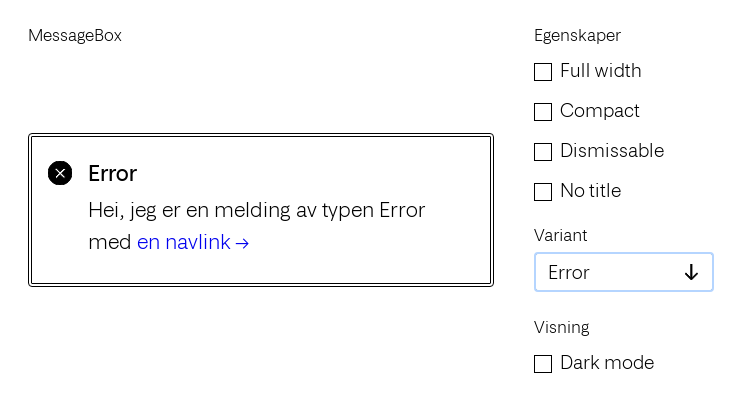 MessageBox
Error
Hei, jeg er en melding av typen Error
med en navlink →
Egenskaper
Full width
Compact
Dismissable
No title
Variant
Error
Visning
Dark mode